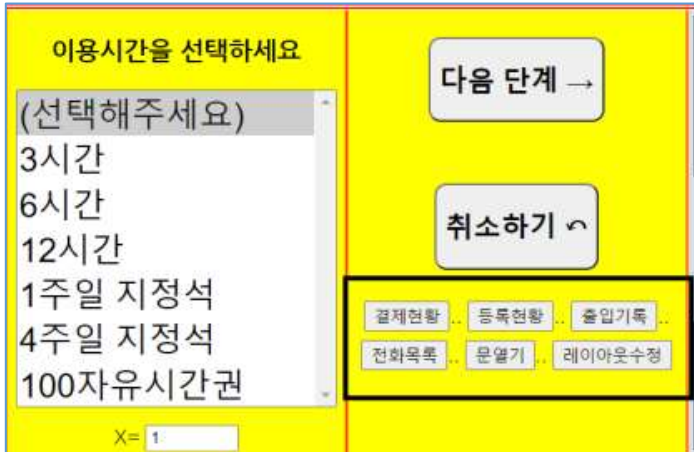 이용시간을 선택하세요
(선택해주세요)
3시간
6시간
12시간
1주일 지정석
4주일 지정석
100자유시간권
X= 1
다음 단계 →
취소하기 ↶
결제현황 .. 등록현황 .. 출입기록 ..
전화목록 .. 문열기 .. 레이아웃수정